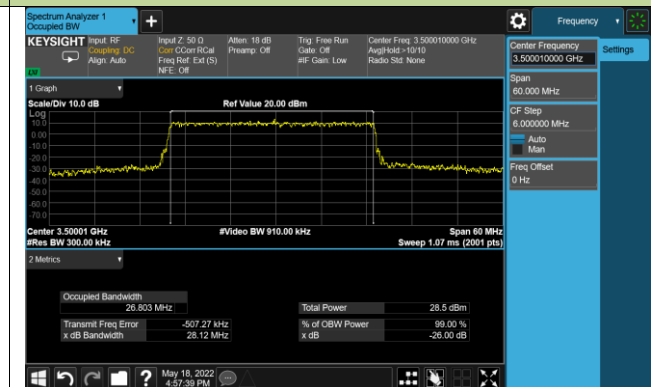 Spectrum Analyzer 1
Occupied BW
+
Frequency
KEYSIGHT
Input: RF
Coupling: DC
Align: Auto
Input Z: 50 Ω
Corr CCorr RCal
Freq Ref: Ext (S)
NFE: Off
Atten: 18 dB
Preamp: Off
Trig: Free Run
Gate: Off
#IF Gain: Low
Center Freq: 3.500010000 GHz
Avg|Hold:>10/10
Radio Std: None
Center Frequency
3.500010000 GHz
Settings
Span
60.000 MHz
CF Step
6.000000 MHz
Auto
Man
Freq Offset
0 Hz
1 Graph
Scale/Div 10.0 dB
Ref Value 20.00 dBm
Log
10.0
0.00
-10.0
-20.0
-30.0
-40.0
-50.0
-60.0
-70.0
Center 3.50001 GHz
#Video BW 910.00 kHz
Span 60 MHz
#Res BW 300.00 kHz
Sweep 1.07 ms (2001 pts)
2 Metrics
Occupied Bandwidth
26.803 MHz
Total Power
28.5 dBm
Transmit Freq Error
-507.27 kHz
% of OBW Power
99.00 %
x dB Bandwidth
28.12 MHz
x dB
-26.00 dB
?
May 18, 2022
4:57:39 PM